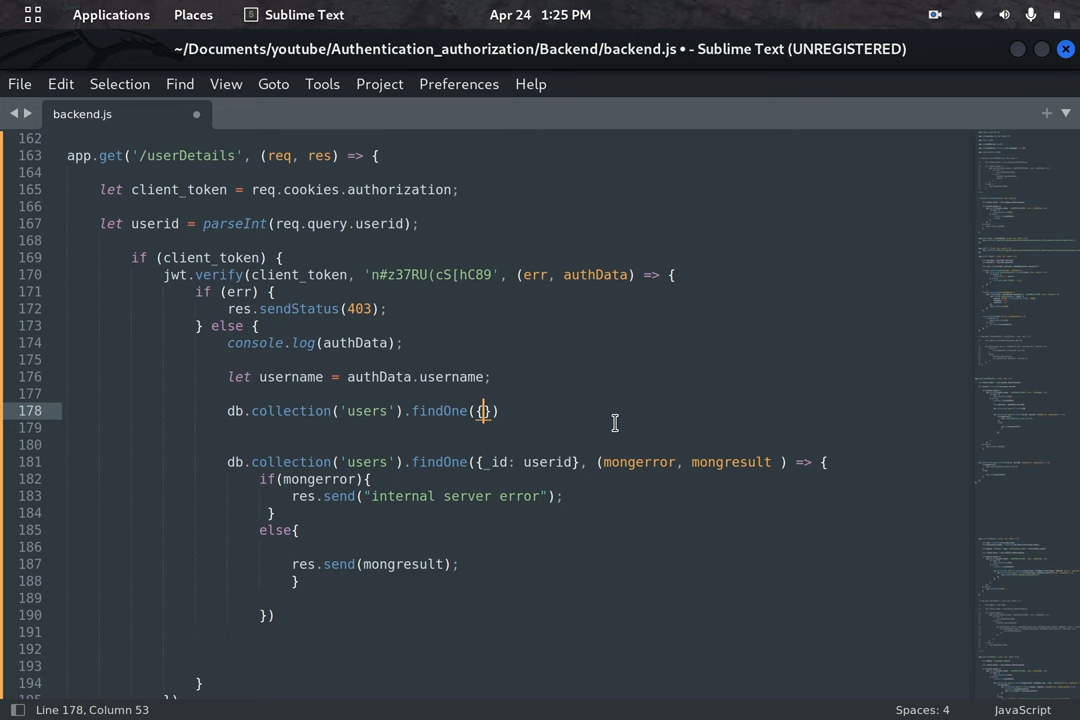 Applications Places Sublime Text Apr 24 1:25 PM
~/Documents/youtube/Authentication_authorization/Backend/backend.js • - Sublime Text (UNREGISTERED)
File Edit Selection Find View Goto Tools Project Preferences Help
backend.js
162
163 app.get('/userDetails', (req, res) => {
164
165 let client_token = req.cookies.authorization;
166
167 let userid = parseInt(req.query.userid);
168
169 if (client_token) {
170 jwt.verify(client_token, 'n#z37RU(cS[hC89', (err, authData) => {
171 if (err) {
172 res.sendStatus(403);
173 } else {
174 console.log(authData);
175
176 let username = authData.username;
177
178 db.collection('users').findOne({})
179
180
181 db.collection('users').findOne({_id: userid}, (mongerror, mongresult ) => {
182 if(mongerror){
183 res.send("internal server error");
184 }
185 else{
186
187 res.send(mongresult);
188 }
189
190 })
191
192
193
194 }
195 })
Line 178, Column 53 Spaces: 4 JavaScript